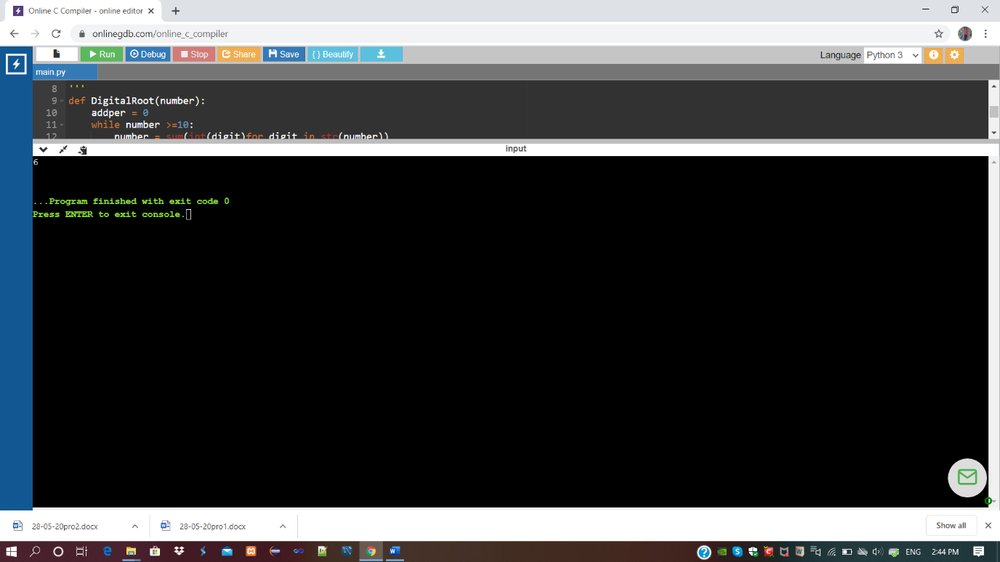 Online C Compiler - online editor
onlinegdb.com/online_c_compiler
Run Debug Stop Share Save { } Beautify Language Python 3
main.py
8 '''
9 def DigitalRoot(number):
10 addper = 0
11 while number >=10:
12 number = sum(int(digit)for digit in str(number))
input
6
...Program finished with exit code 0
Press ENTER to exit console.
28-05-20pro2.docx 28-05-20pro1.docx Show all
ENG 2:44 PM